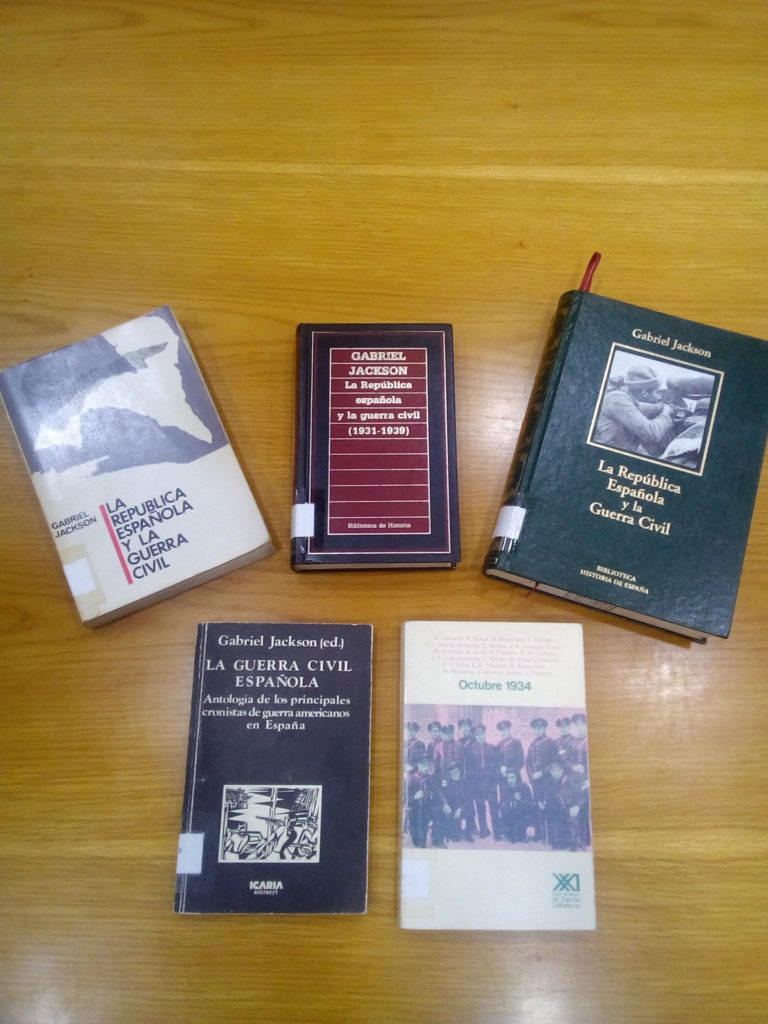 GABRIEL
JACKSON
LA
REPUBLICA
ESPAÑOLA
Y LA
GUERRA
CIVIL
GABRIEL
JACKSON
La República
española
y la guerra civil
(1931-1939)
Biblioteca de Historia
Gabriel Jackson
La República
Española
y la
Guerra Civil
BIBLIOTECA
HISTORIA DE ESPAÑA
Gabriel Jackson (ed.)
LA GUERRA CIVIL
ESPAÑOLA
Antología de los principales
cronistas de guerra americanos
en España
ICARIA
Octubre 1934
XXI
de España